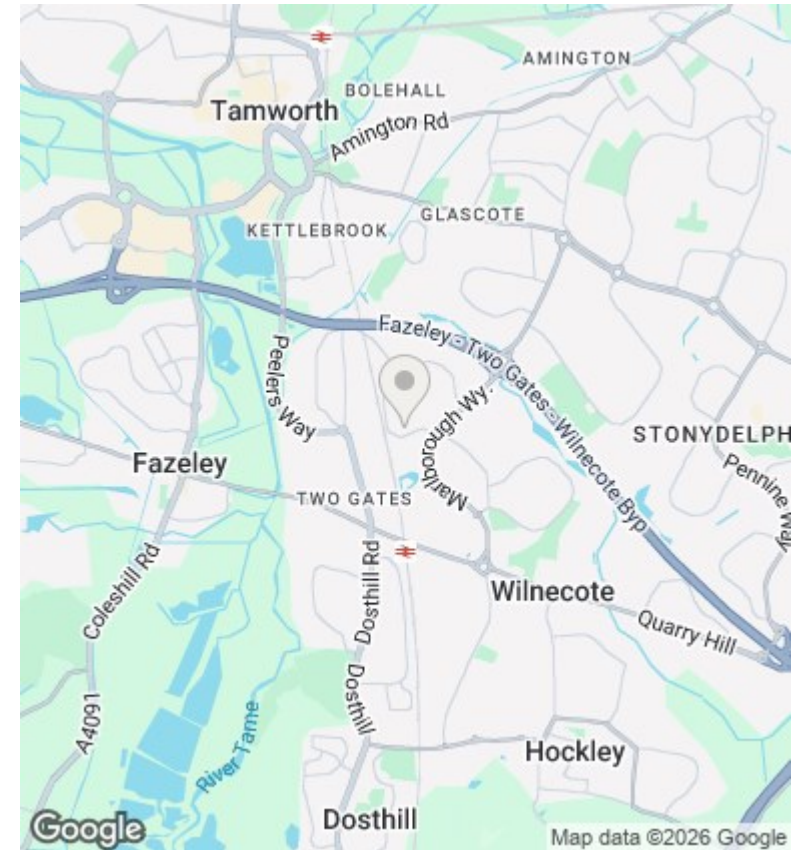 AMINGTON
BOLEHALL
Tamworth
Amington Rd
GLASCOTE
KETTLEBROOK
Fazeley - Two Gates - Wilnecote Byp
Peelers Way
Marlborough Wy.
STONYDELPH
Fazeley
Pennine Way
TWO GATES
Coleshill Rd
Dosthill Rd
Wilnecote
Quarry Hill
Dosthill
A4091
River Tame
Hockley
Dosthill
Google
Map data ©2026 Google